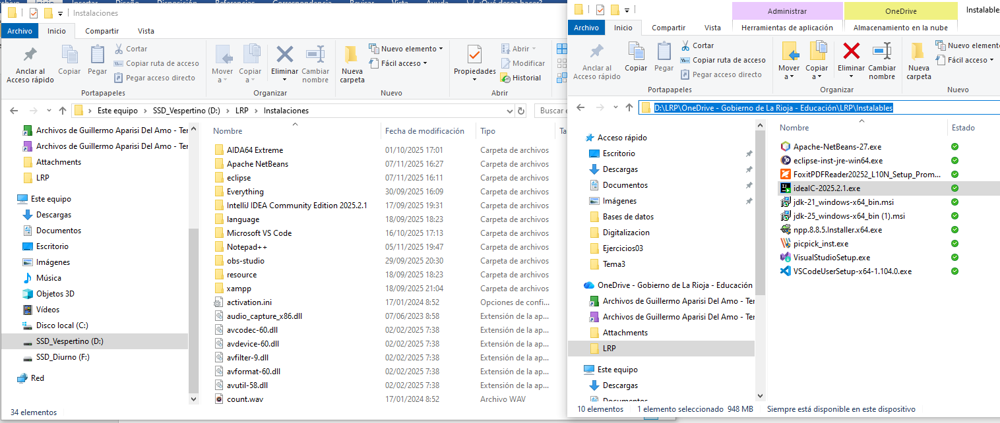 Instalaciones
Archivo Inicio Compartir Vista
Anclar al Acceso rápido
Copiar
Pegar
Cortar
Copiar ruta de acceso
Pegar acceso directo
Portapapeles
Mover a
Copiar a
Eliminar
Cambiar nombre
Organizar
Nueva carpeta
Nuevo elemento
Fácil acceso
Nuevo
Propiedades
Abrir
Modificar
Historial
Abrir
Este equipo > SSD_Vespertino (D:) > LRP > Instalaciones
Buscar e
Archivos de Guillermo Aparisi Del Amo - Ter
Archivos de Guillermo Aparisi Del Amo - Ter
Attachments
LRP
Este equipo
Descargas
Documentos
Escritorio
Imágenes
Música
Objetos 3D
Vídeos
Disco local (C:)
SSD_Vespertino (D:)
SSD_Diurno (F:)
Red
Nombre Fecha de modificación Tipo Ta
AIDA64 Extreme 01/10/2025 17:01 Carpeta de archivos
Apache NetBeans 07/11/2025 16:27 Carpeta de archivos
eclipse 07/11/2025 16:11 Carpeta de archivos
Everything 30/09/2025 16:09 Carpeta de archivos
IntelliJ IDEA Community Edition 2025.2.1 17/09/2025 19:31 Carpeta de archivos
language 18/09/2025 18:23 Carpeta de archivos
Microsoft VS Code 16/10/2025 17:13 Carpeta de archivos
Notepad++ 05/11/2025 19:47 Carpeta de archivos
obs-studio 29/09/2025 20:30 Carpeta de archivos
resource 18/09/2025 18:23 Carpeta de archivos
xampp 18/09/2025 21:04 Carpeta de archivos
activation.ini 17/01/2024 8:52 Opciones de confi...
audio_capture_x86.dll 07/06/2023 8:58 Extensión de la ap...
avcodec-60.dll 02/02/2025 7:38 Extensión de la ap...
avdevice-60.dll 02/02/2025 7:38 Extensión de la ap...
avfilter-9.dll 02/02/2025 7:38 Extensión de la ap...
avformat-60.dll 02/02/2025 7:38 Extensión de la ap...
avutil-58.dll 02/02/2025 7:38 Extensión de la ap...
count.wav 17/01/2024 8:52 Archivo WAV
34 elementos
Administrar OneDrive Instalables
Archivo Inicio Compartir Vista Herramientas de aplicación Almacenamiento en la nube
Anclar al Acceso rápido
Copiar
Pegar
Cortar
Copiar ruta de acceso
Pegar acceso directo
Portapapeles
Mover a
Copiar a
Eliminar
Cambiar nombre
Organizar
Nueva carpeta
Nuevo elemento
Fácil acceso
Nuevo
D:\LRP\OneDrive - Gobierno de La Rioja - Educación\LRP\Instalables
Acceso rápido
Escritorio
Descargas
Documentos
Imágenes
Bases de datos
Digitalizacion
Ejercicios03
Tema3
OneDrive - Gobierno de La Rioja - Educación
Archivos de Guillermo Aparisi Del Amo - Ter
Archivos de Guillermo Aparisi Del Amo - Ter
Attachments
LRP
Este equipo
Descargas
Documentos
Nombre Estado
Apache-NetBeans-27.exe
eclipse-inst-jre-win64.exe
FoxitPDFReader20252_L10N_Setup_Prom...
ideaIC-2025.2.1.exe
jdk-21_windows-x64_bin.msi
jdk-25_windows-x64_bin (1).msi
npp.8.8.5.Installer.x64.exe
picpick_inst.exe
VisualStudioSetup.exe
VSCodeUserSetup-x64-1.104.0.exe
10 elementos 1 elemento seleccionado 948 MB Siempre está disponible en este dispositivo